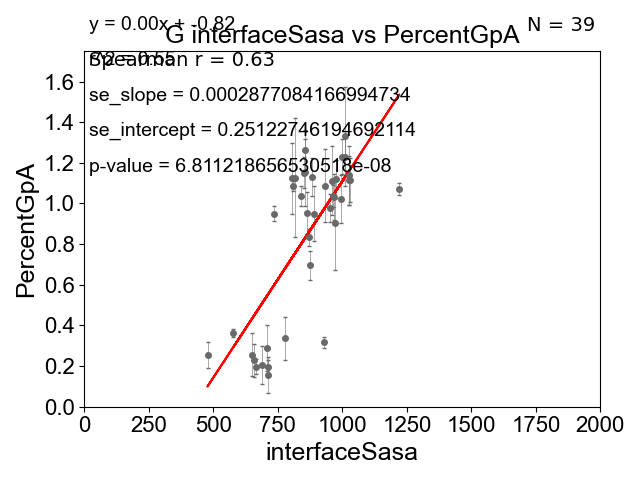 y = 0.00x + -0.82
N = 39
G interfaceSasa vs PercentGpA
Spearman r = 0.63
se_slope = 0.0002877084166994734
se_intercept = 0.25122746194692114
p-value = 6.811218656530518e-08
PercentGpA
1.6
1.4
1.2
1.0
0.8
0.6
0.4
0.2
0.0
0 250 500 750 1000 1250 1500 1750 2000
interfaceSasa